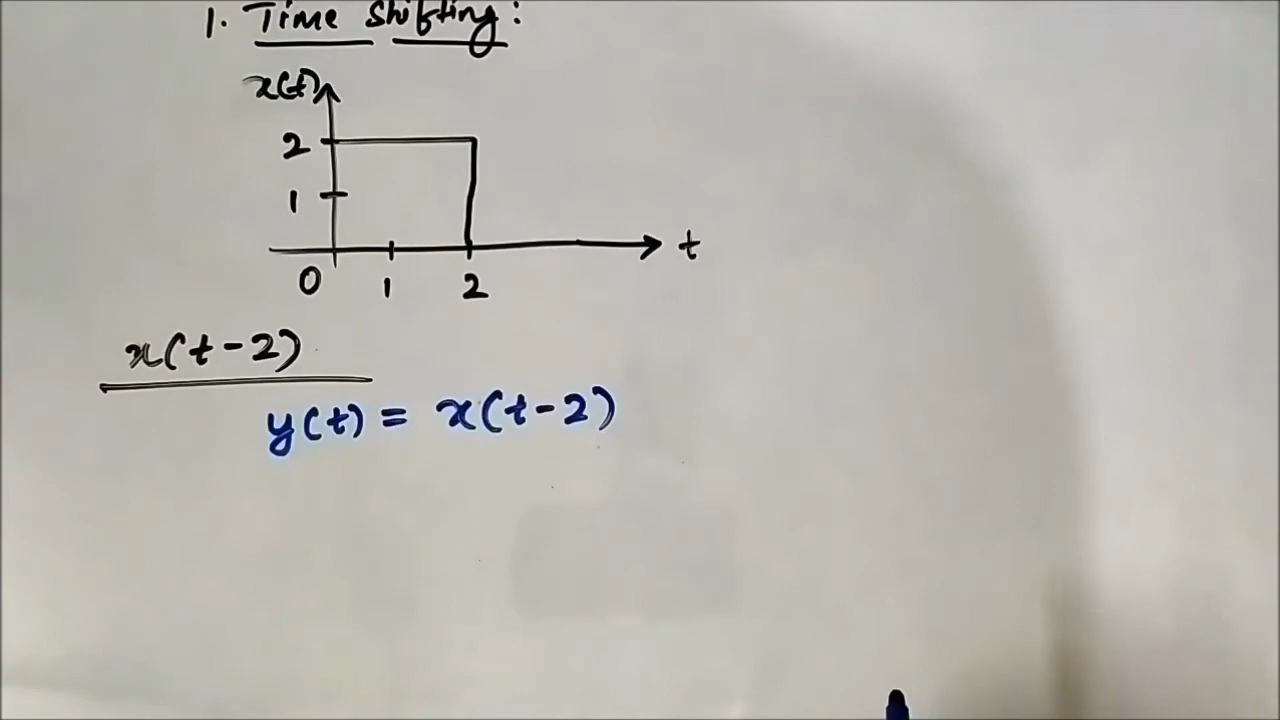 1. Time Shifting:
x(t)
2
1
0 1 2 t
x(t-2)
y(t) = x(t-2)